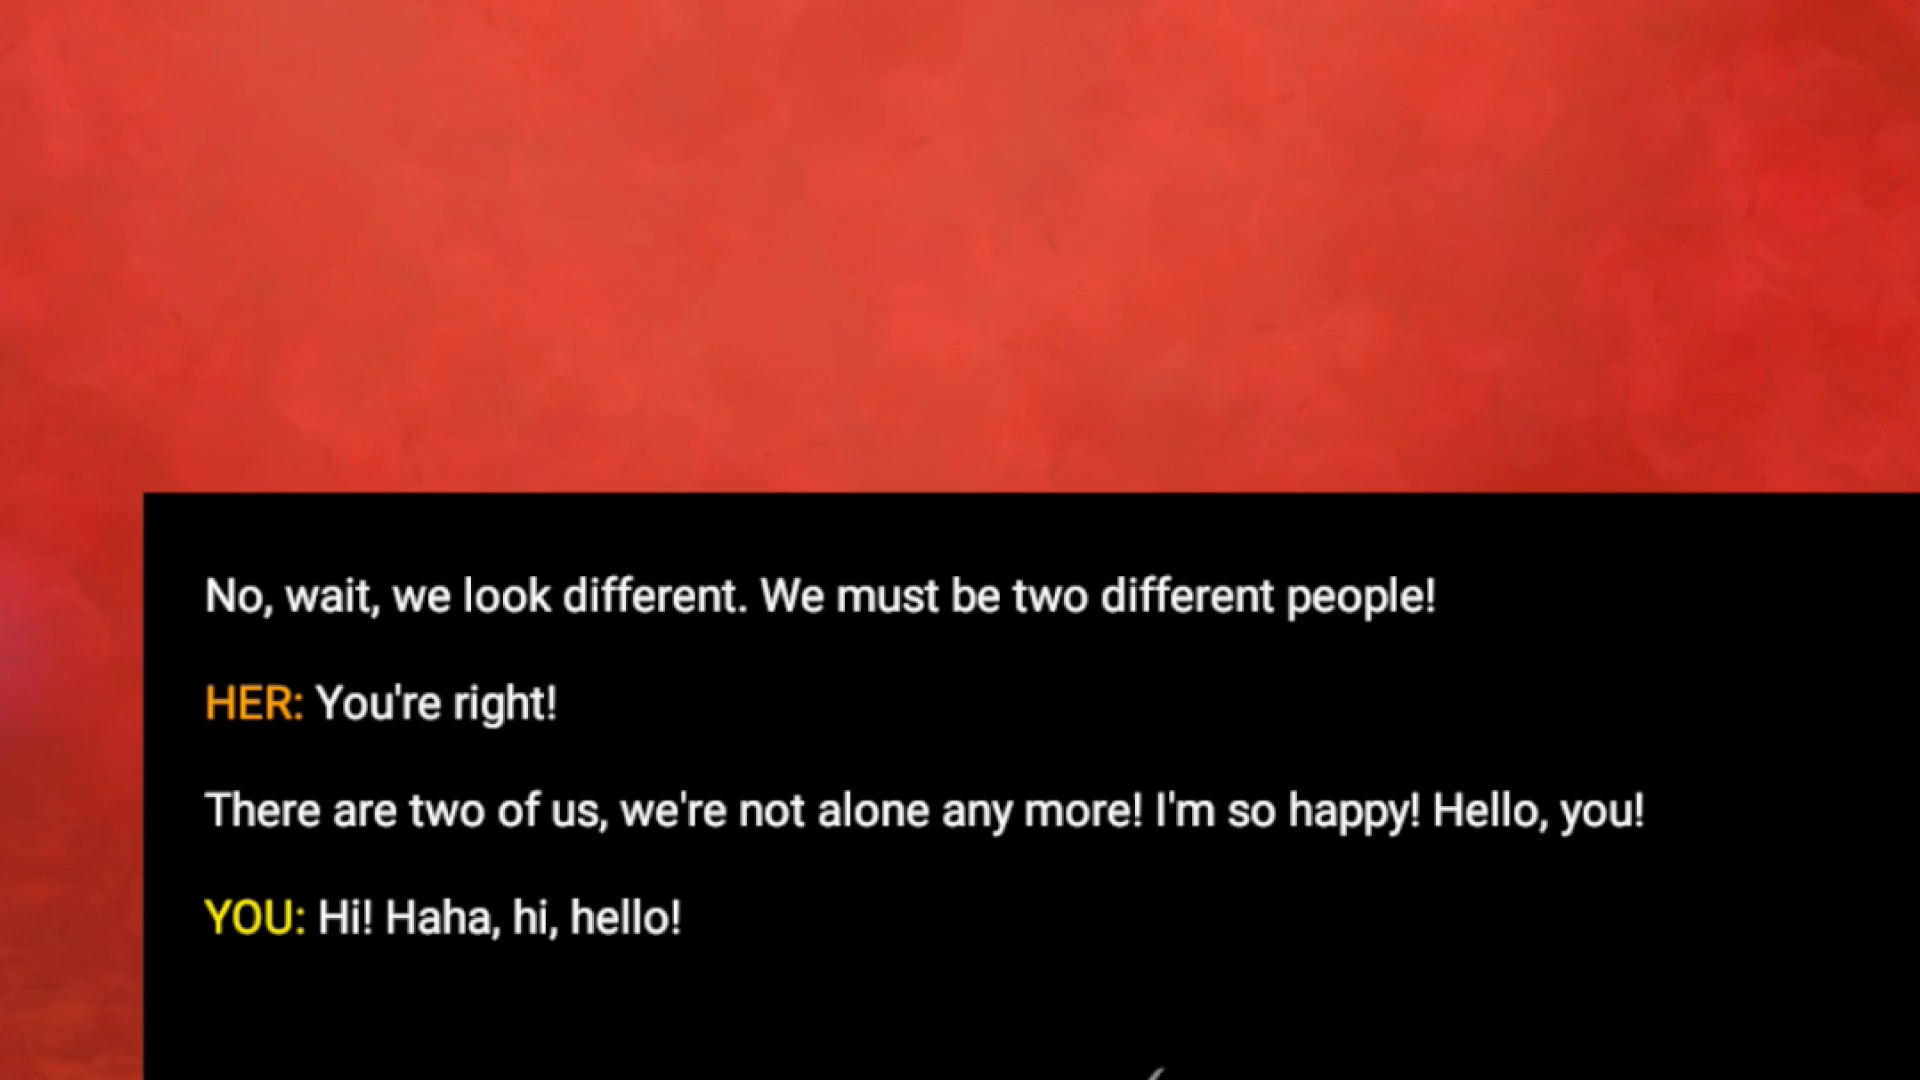 No, wait, we look different. We must be two different people!
HER: You're right!
There are two of us, we're not alone any more! I'm so happy! Hello, you!
YOU: Hi! Haha, hi, hello!